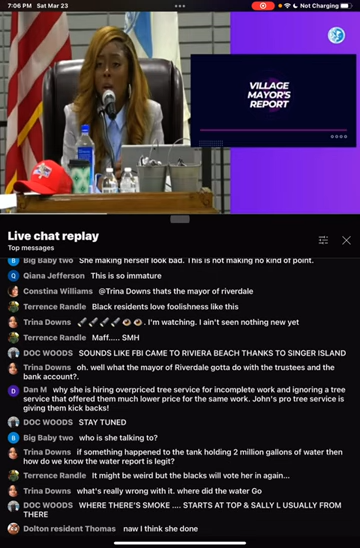 7:06 PM Sat Mar 23
Not Charging
VILLAGE
MAYOR'S
REPORT
Live chat replay
Top messages
B Big Baby two She making herself look bad. This is not making no kind of point.
Q Qiana Jefferson This is so immature
Constina Williams @Trina Downs thats the mayor of riverdale
Terrence Randle Black residents love foolishness like this
Trina Downs . I'm watching. I ain't seen nothing new yet
Terrence Randle Maff..... SMH
DOC WOODS SOUNDS LIKE FBI CAME TO RIVIERA BEACH THANKS TO SINGER ISLAND
Trina Downs oh. well what the mayor of Riverdale gotta do with the trustees and the
bank account?.
D Dan M why she is hiring overpriced tree service for incomplete work and ignoring a
tree service that offered them much lower price for the same work. John's pro tree service is
giving them kick backs!
DOC WOODS STAY TUNED
B Big Baby two who is she talking to?
Trina Downs if something happened to the tank holding 2 million gallons of water then
how do we know the water report is legit?
Terrence Randle It might be weird but the blacks will vote her in again...
Trina Downs what's really wrong with it. where did the water Go
DOC WOODS WHERE THERE'S SMOKE .... STARTS AT TOP & SALLY L USUALLY FROM
THERE
Dolton resident Thomas naw I think she done